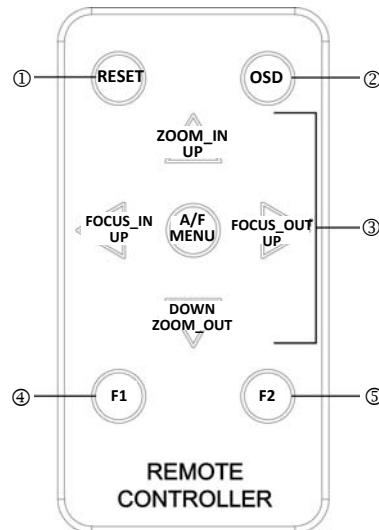 ① RESET OSD ②
ZOOM_IN
UP
FOCUS_IN
UP
A/F
MENU
FOCUS_OUT
UP
③
DOWN
ZOOM_OUT
④ F1 F2 ⑤
REMOTE
CONTROLLER